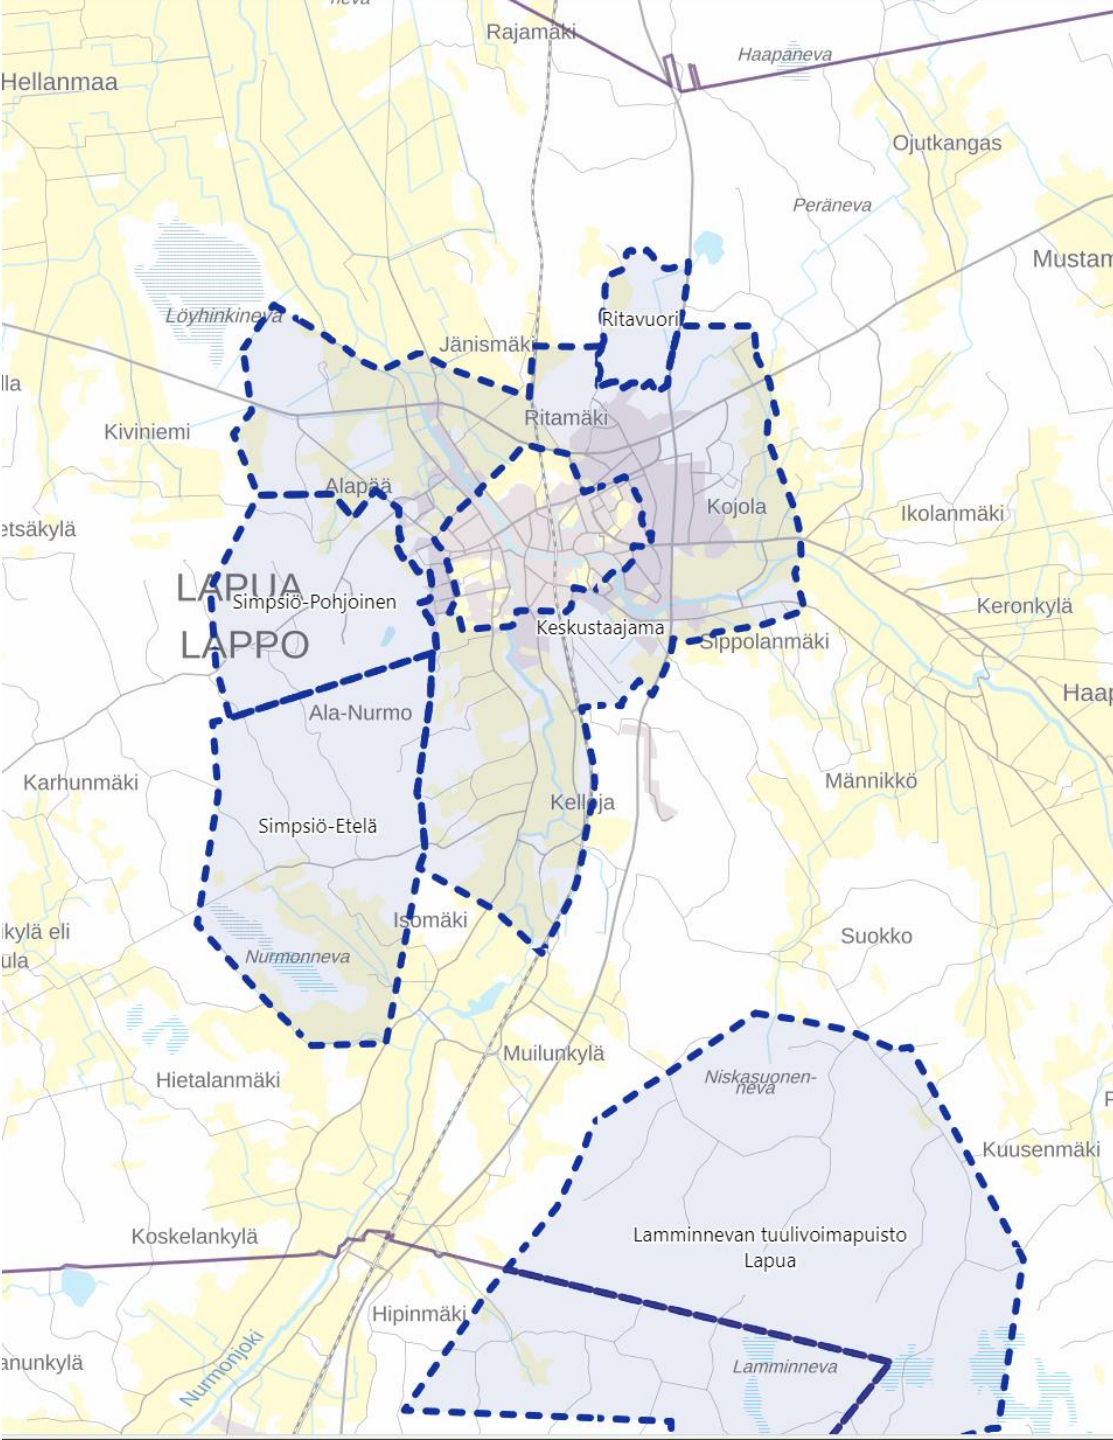 neva
Rajamäki
Haapaneva
Hellanmaa
Ojutkangas
Peräneva
Mustam
Löyhinkineva
Ritavuori
Jänismäki
lla
Ritamäki
Kiviniemi
Alapää
Kojola
Ikolanmäki
etsäkylä
LAPUA
Simpsiö-Pohjoinen
Keronkylä
Keskustaajama
LAPPO
Sippolanmäki
Haap
Ala-Nurmo
Karhunmäki
Männikkö
Kelloja
Simpsiö-Etelä
Isomäki
ikylä eli
ula
Suokko
Nurmonneva
Muilunkylä
Hietalanmäki
Niskasuonen-
neva
Kuusenmäki
Koskelankylä
Lamminnevan tuulivoimapuisto
Lapua
Hipinmäki
anunkylä
Nurmonjoki
Lamminneva